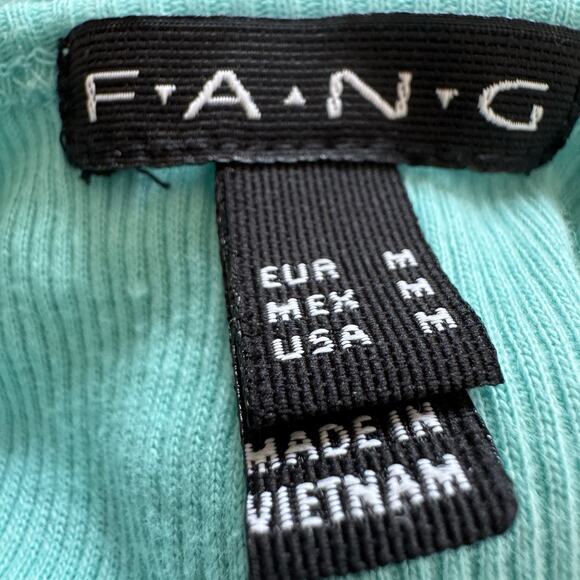 F▼A▲N▼G
EUR M
MEX M
USA M
MADE IN
VIETNAM